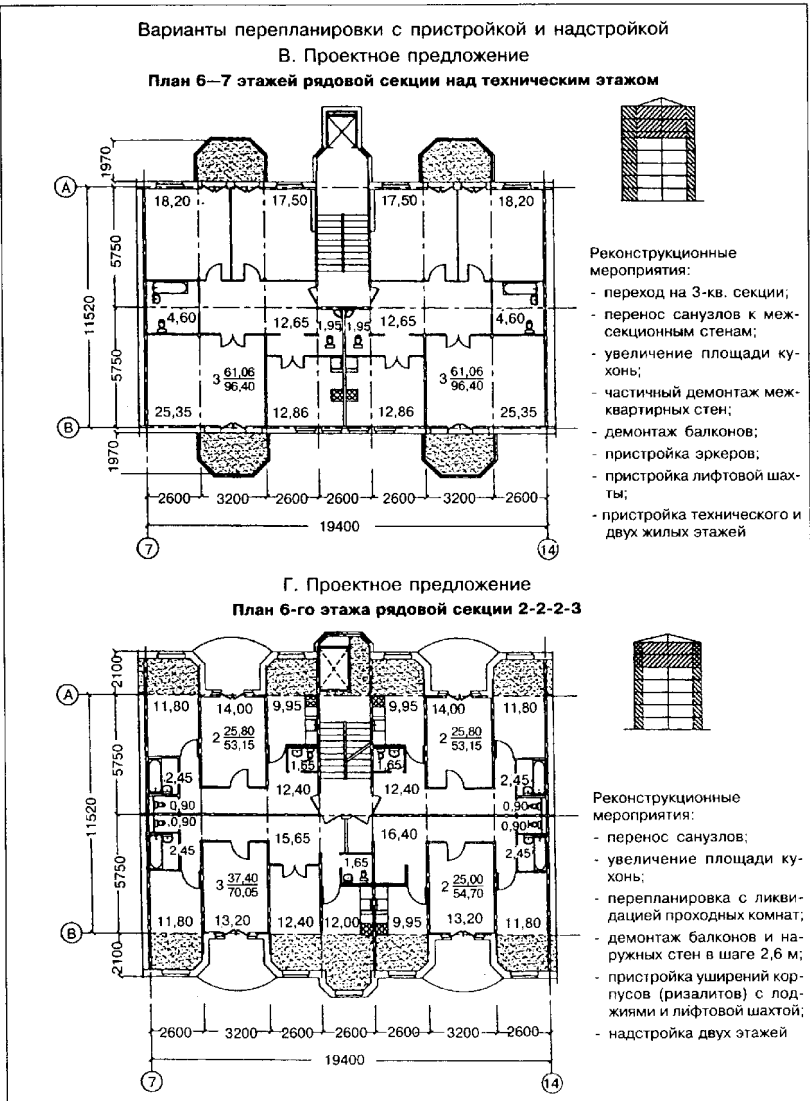 Варианты перепланировки с пристройкой и надстройкой
В. Проектное предложение
План 6—7 этажей рядовой секции над техническим этажом
1970
А
18,20 17,50 17,50 18,20
5750
11520
4,60 12,65 1,95 1,95 12,65 4,60
5750
3 61,06 96,40
3 61,06 96,40
25,35 12,86 12,86 25,35
В
1970
2600 3200 2600 2600 2600 3200 2600
19400
7 14
Реконструкционные
мероприятия:
- переход на 3-кв. секции;
- перенос санузлов к меж-
секционным стенам;
- увеличение площади ку-
хонь;
- частичный демонтаж меж-
квартирных стен;
- демонтаж балконов;
- пристройка эркеров;
- пристройка лифтовой шах-
ты;
- пристройка технического и
двух жилых этажей
Г. Проектное предложение
План 6-го этажа рядовой секции 2-2-2-3
2100
А
11,80 14,00 9,95 9,95 14,00 11,80
2 25,80 53,15
2 25,80 53,15
5750
1,65 1,65
2,45 12,40 12,40 2,45
0,90 0,90
11520
0,90 0,90
15,65 16,40
2,45 1,65 2,45
5750
3 37,40 70,05
2 25,00 54,70
11,80 13,20 12,40 12,00 9,95 13,20 11,80
В
2100
2600 3200 2600 2600 2600 3200 2600
19400
7 14
Реконструкционные
мероприятия:
- перенос санузлов;
- увеличение площади ку-
хонь;
- перепланировка с ликви-
дацией проходных комнат;
- демонтаж балконов и на-
ружных стен в шаге 2,6 м;
- пристройка уширений кор-
пусов (ризалитов) с лод-
жиями и лифтовой шахтой;
- надстройка двух этажей